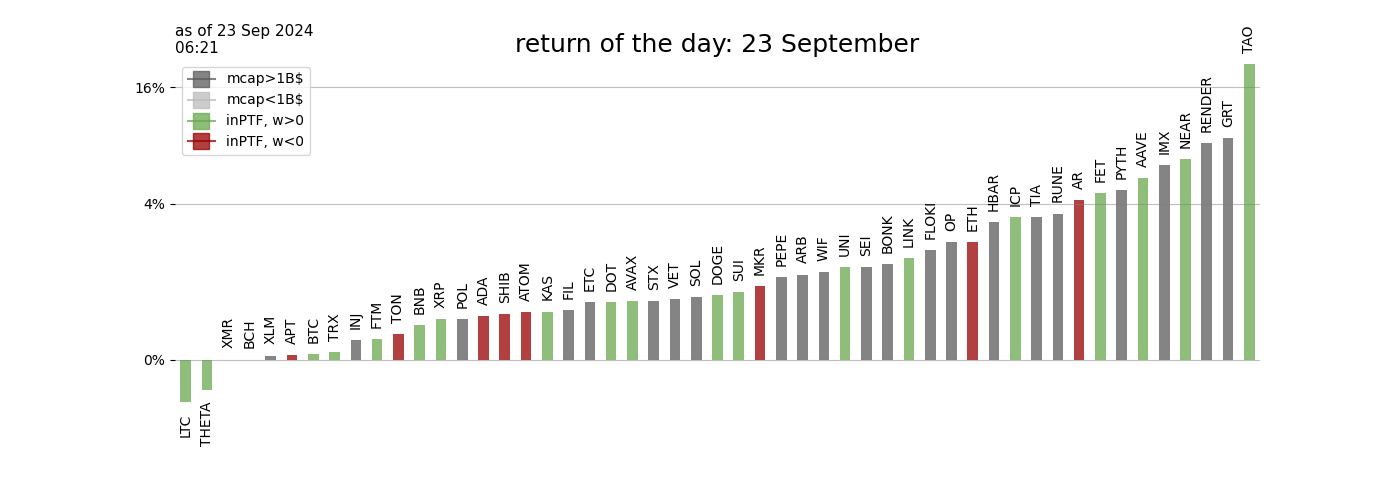 as of 23 Sep 2024
06:21
return of the day: 23 September
mcap>1B$
mcap<1B$
inPTF, w>0
inPTF, w<0
16%
4%
0%
LTC
THETA
XMR
BCH
XLM
APT
BTC
TRX
INJ
FTM
TON
BNB
XRP
POL
ADA
SHIB
ATOM
KAS
FIL
ETC
DOT
AVAX
STX
VET
SOL
DOGE
SUI
MKR
PEPE
ARB
WIF
UNI
SEI
BONK
LINK
FLOKI
OP
ETH
HBAR
ICP
TIA
RUNE
AR
FET
PYTH
AAVE
IMX
NEAR
RENDER
GRT
TAO